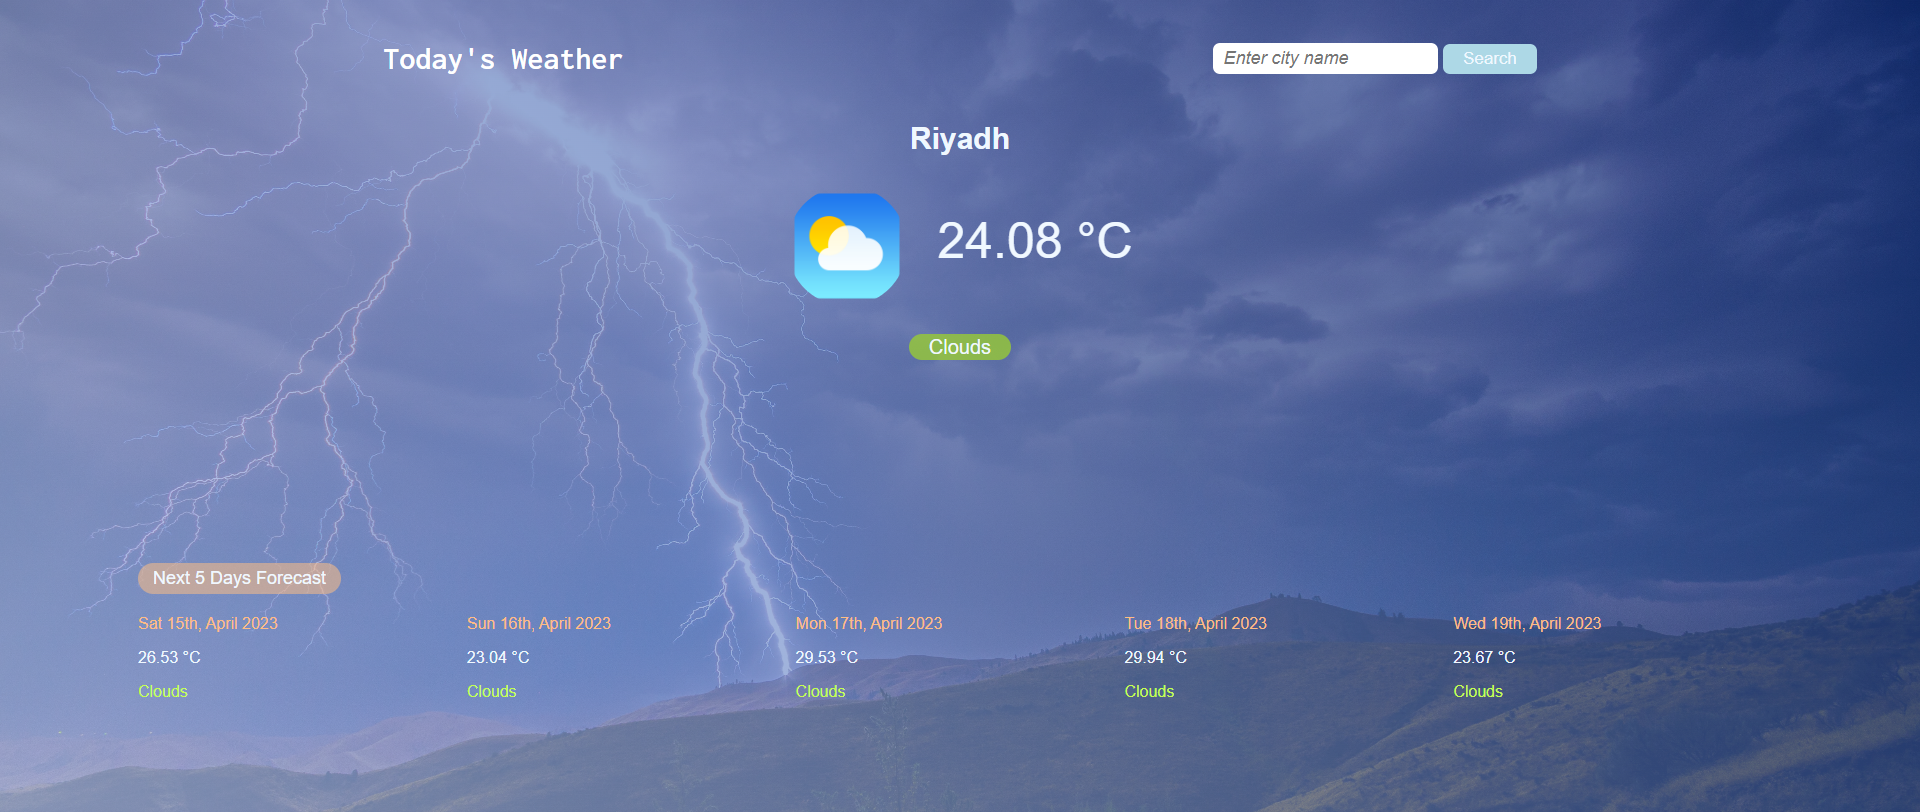 Today's Weather
Enter city name
Search
Riyadh
24.08 °C
Clouds
Next 5 Days Forecast
Sat 15th, April 2023
26.53 °C
Clouds
Sun 16th, April 2023
23.04 °C
Clouds
Mon 17th, April 2023
29.53 °C
Clouds
Tue 18th, April 2023
29.94 °C
Clouds
Wed 19th, April 2023
23.67 °C
Clouds